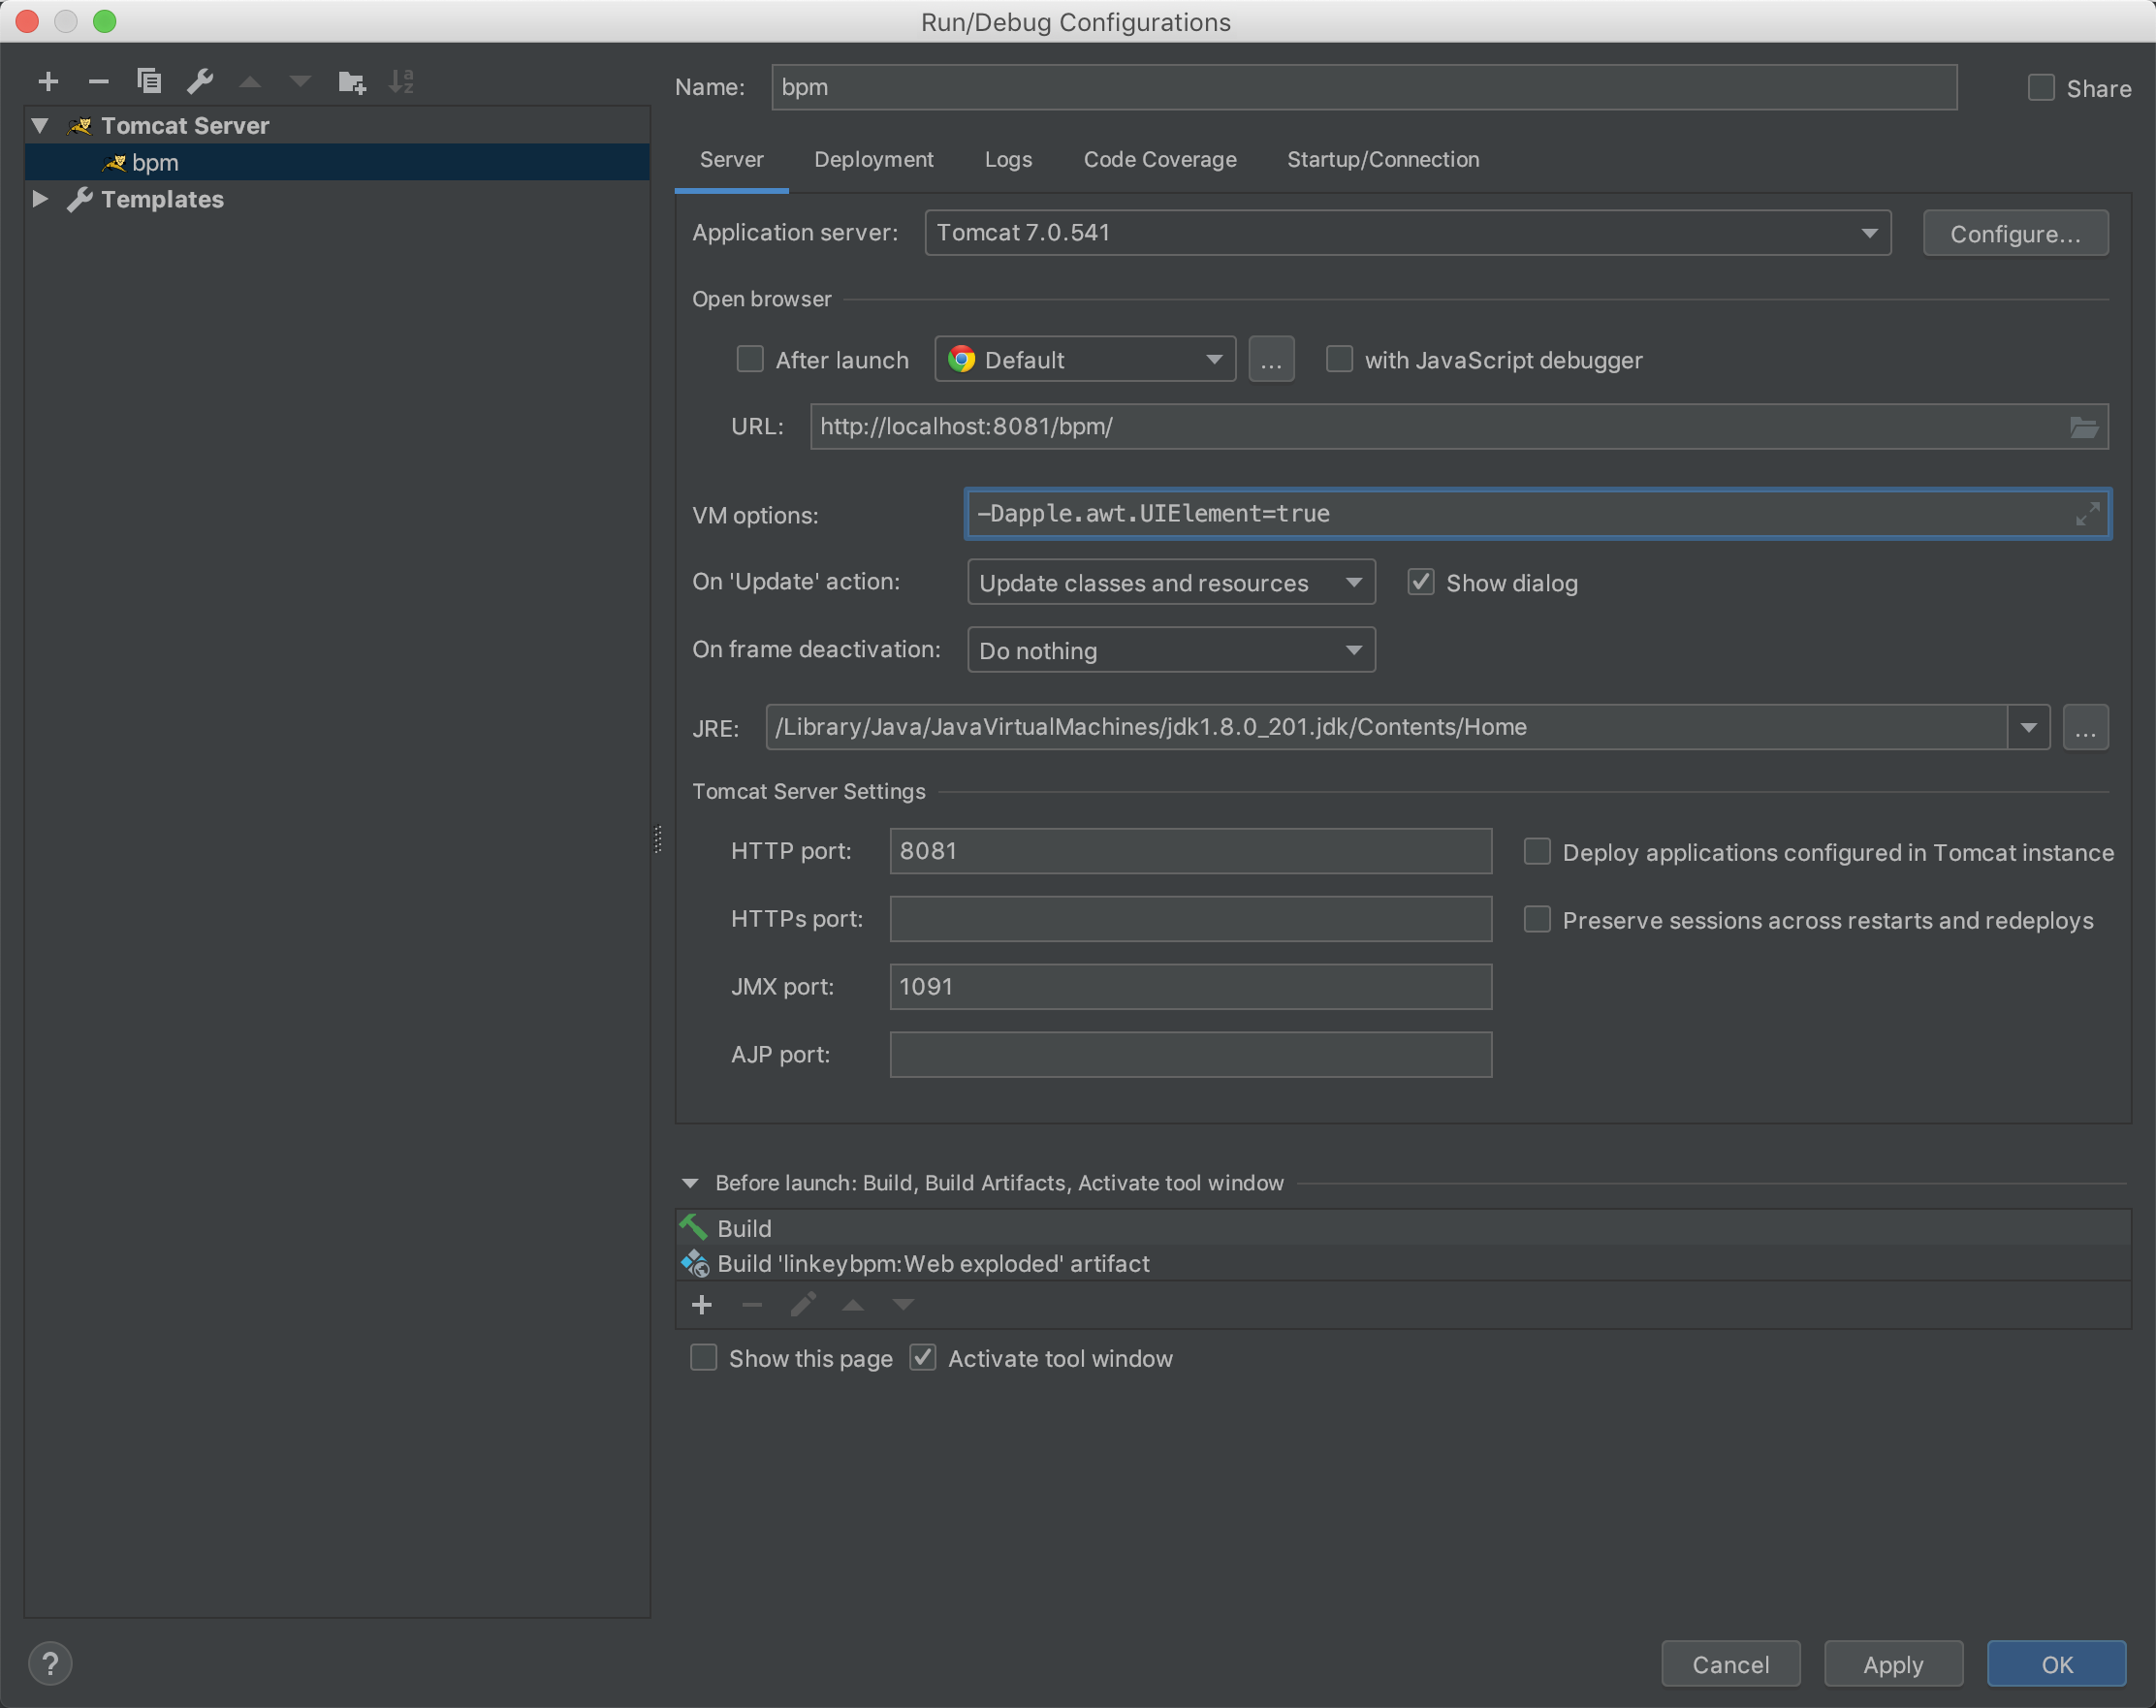 Run/Debug Configurations
Name: bpm Share
Tomcat Server
bpm
Templates
Server Deployment Logs Code Coverage Startup/Connection
Application server: Tomcat 7.0.541 Configure...
Open browser
After launch Default ... with JavaScript debugger
URL: http://localhost:8081/bpm/
VM options: –Dapple.awt.UIElement=true
On 'Update' action: Update classes and resources Show dialog
On frame deactivation: Do nothing
JRE: /Library/Java/JavaVirtualMachines/jdk1.8.0_201.jdk/Contents/Home ...
Tomcat Server Settings
HTTP port: 8081 Deploy applications configured in Tomcat instance
HTTPs port: Preserve sessions across restarts and redeploys
JMX port: 1091
AJP port:
Before launch: Build, Build Artifacts, Activate tool window
Build
Build 'linkeybpm:Web exploded' artifact
Show this page Activate tool window
? Cancel Apply OK